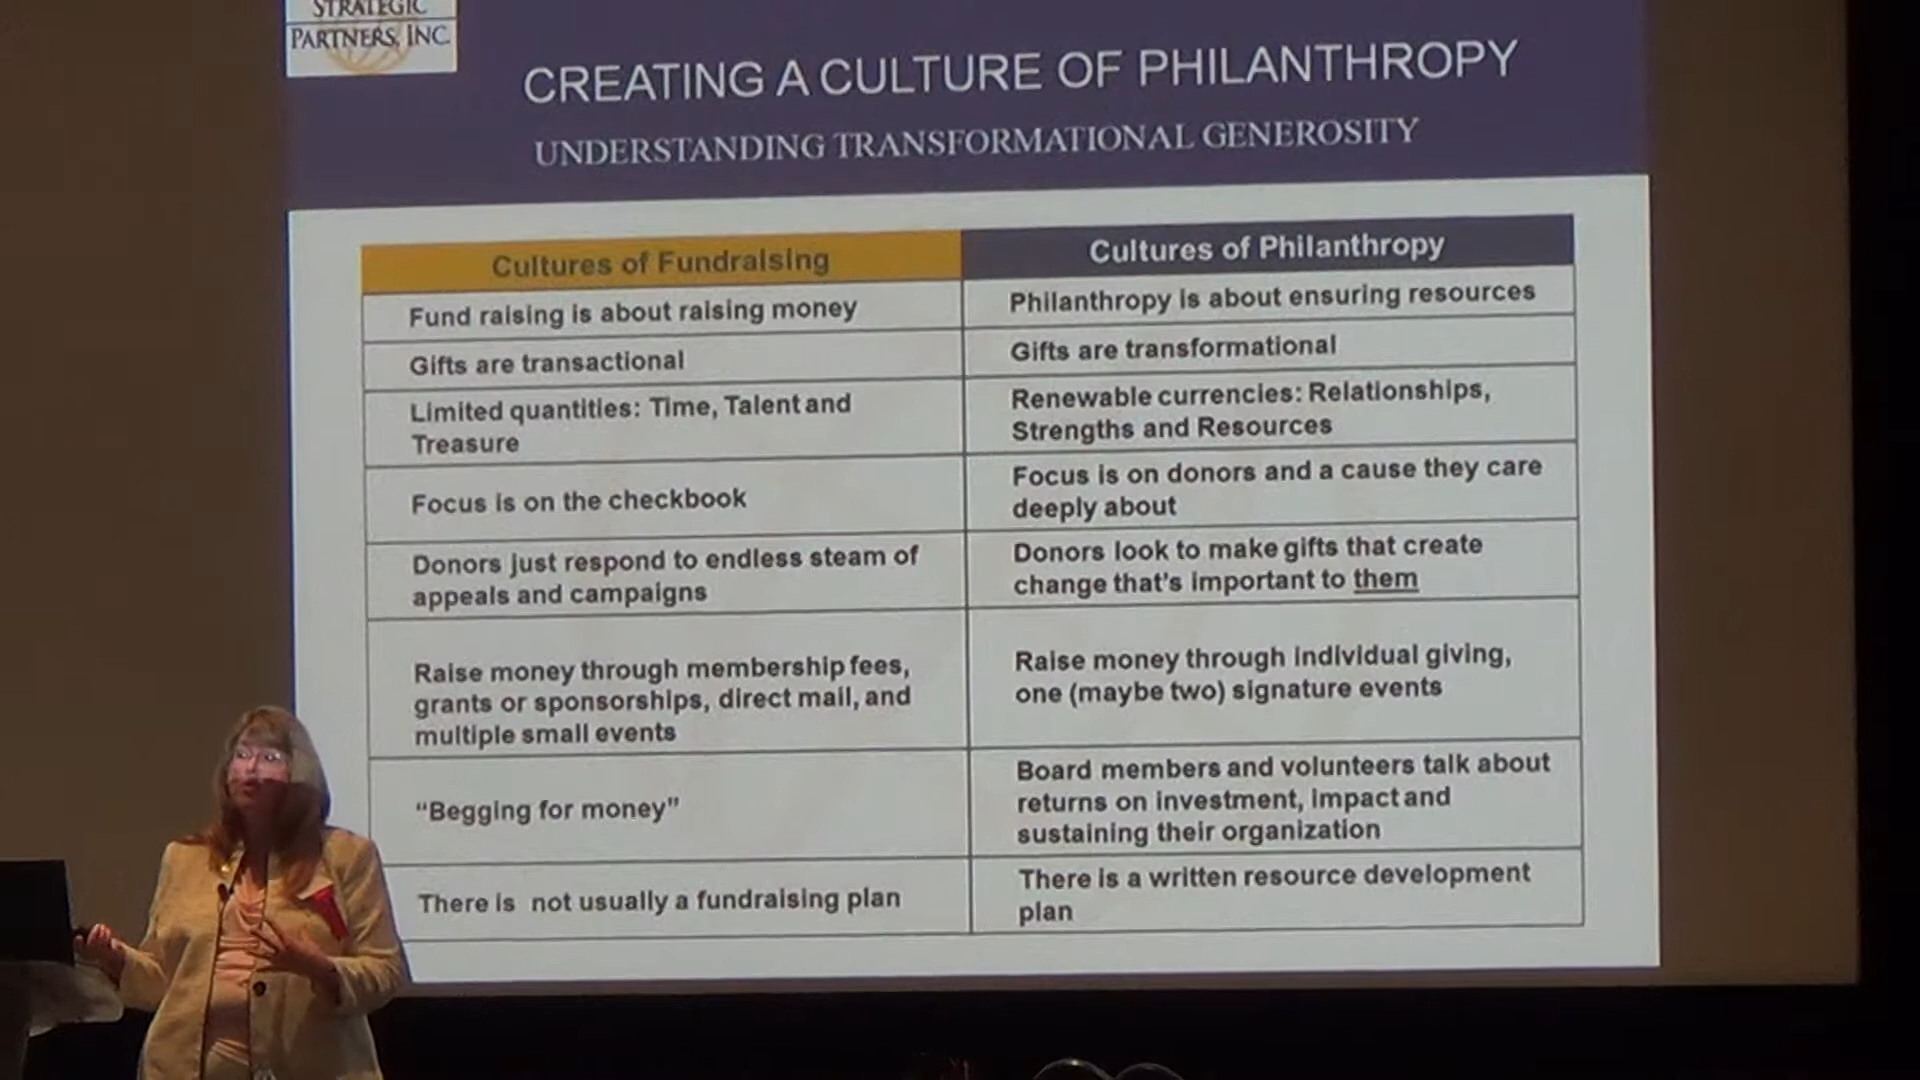 STRATEGIC
PARTNERS, INC.
CREATING A CULTURE OF PHILANTHROPY
UNDERSTANDING TRANSFORMATIONAL GENEROSITY
Cultures of Fundraising
Cultures of Philanthropy
Fund raising is about raising money
Philanthropy is about ensuring resources
Gifts are transactional
Gifts are transformational
Limited quantities: Time, Talent and
Treasure
Renewable currencies: Relationships,
Strengths and Resources
Focus is on the checkbook
Focus is on donors and a cause they care
deeply about
Donors just respond to endless steam of
appeals and campaigns
Donors look to make gifts that create
change that's important to them
Raise money through membership fees,
grants or sponsorships, direct mail, and
multiple small events
Raise money through individual giving,
one (maybe two) signature events
“Begging for money”
Board members and volunteers talk about
returns on investment, impact and
sustaining their organization
There is not usually a fundraising plan
There is a written resource development
plan